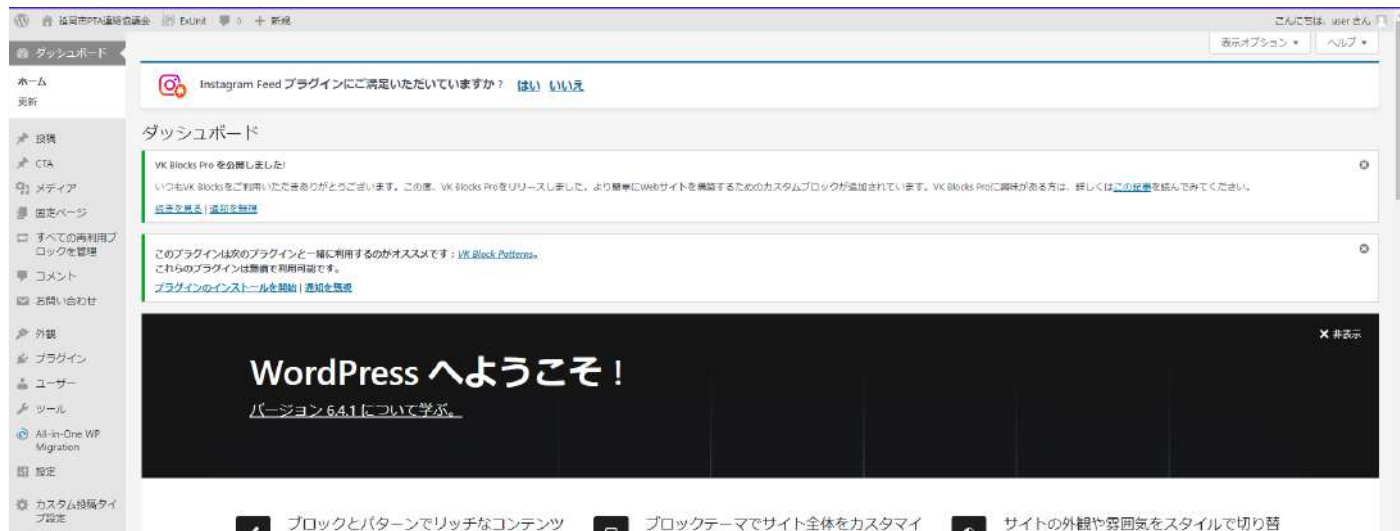 盛岡市PTA連絡協議会 ExUnit 0 + 新規
こんにちは、user さん
ダッシュボード
表示オプション ▼ ヘルプ ▼
ホーム
更新
Instagram Feed プラグインにご満足いただいていますか? はい いいえ
投稿
CTA
メディア
固定ページ
すべての再利用ブ
ロックを管理
コメント
お問い合わせ
外観
プラグイン
ユーザー
ツール
All-in-One WP
Migration
設定
カスタム投稿タイ
プ設定
ダッシュボード
VK Blocks Pro を公開しました!
いつもVK Blocksをご利用いただきありがとうございます。この度、VK Blocks Proをリリースしました。より簡単にWebサイトを構築するためのカスタムブロックが追加されています。VK Blocks Proに興味がある方は、詳しくはこの記事を読んでみてください。
続きを見る | 通知を無視
このプラグインは次のプラグインと一緒に利用するのがオススメです:VK Block Patterns。
これらのプラグインは無償で利用可能です。
プラグインのインストールを開始 | 通知を無視
× 非表示
WordPress へようこそ!
バージョン 6.4.1 について学ぶ。
ブロックとパターンでリッチなコンテンツ
ブロックテーマでサイト全体をカスタマイ
サイトの外観や雰囲気をスタイルで切り替